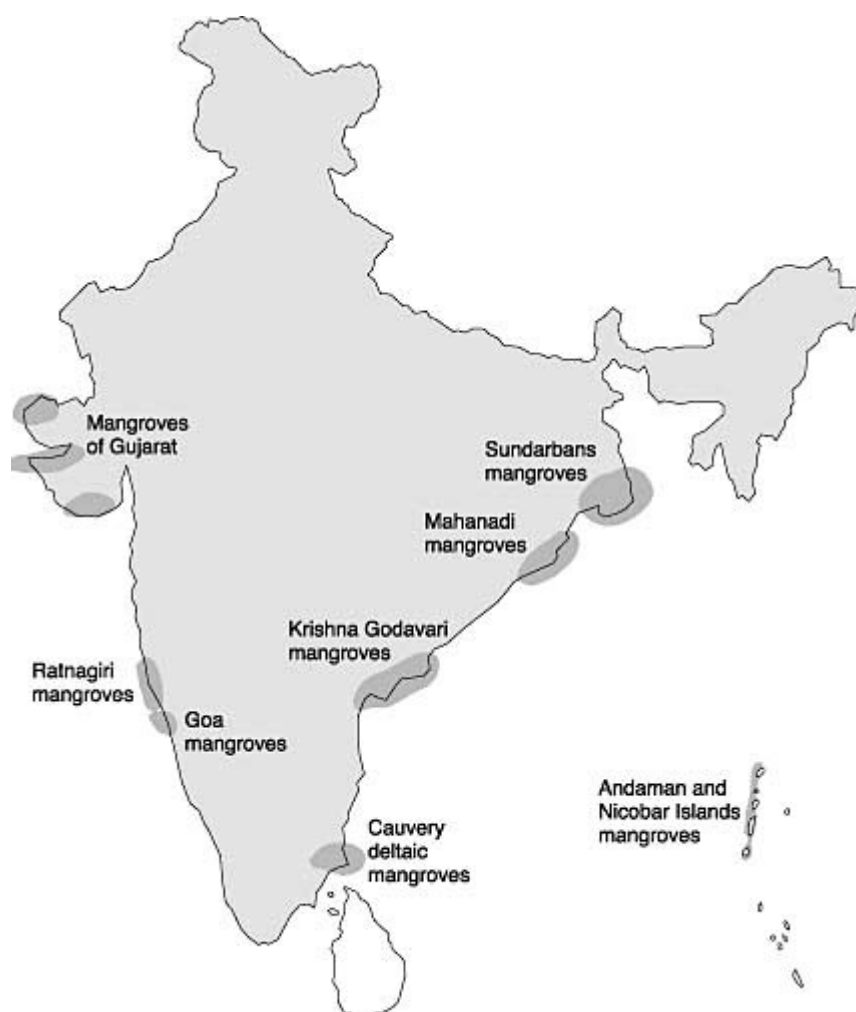 Mangroves
of Gujarat
Sundarbans
mangroves
Mahanadi
mangroves
Krishna Godavari
mangroves
Ratnagiri
mangroves
Goa
mangroves
Andaman and
Nicobar Islands
mangroves
Cauvery
deltaic
mangroves